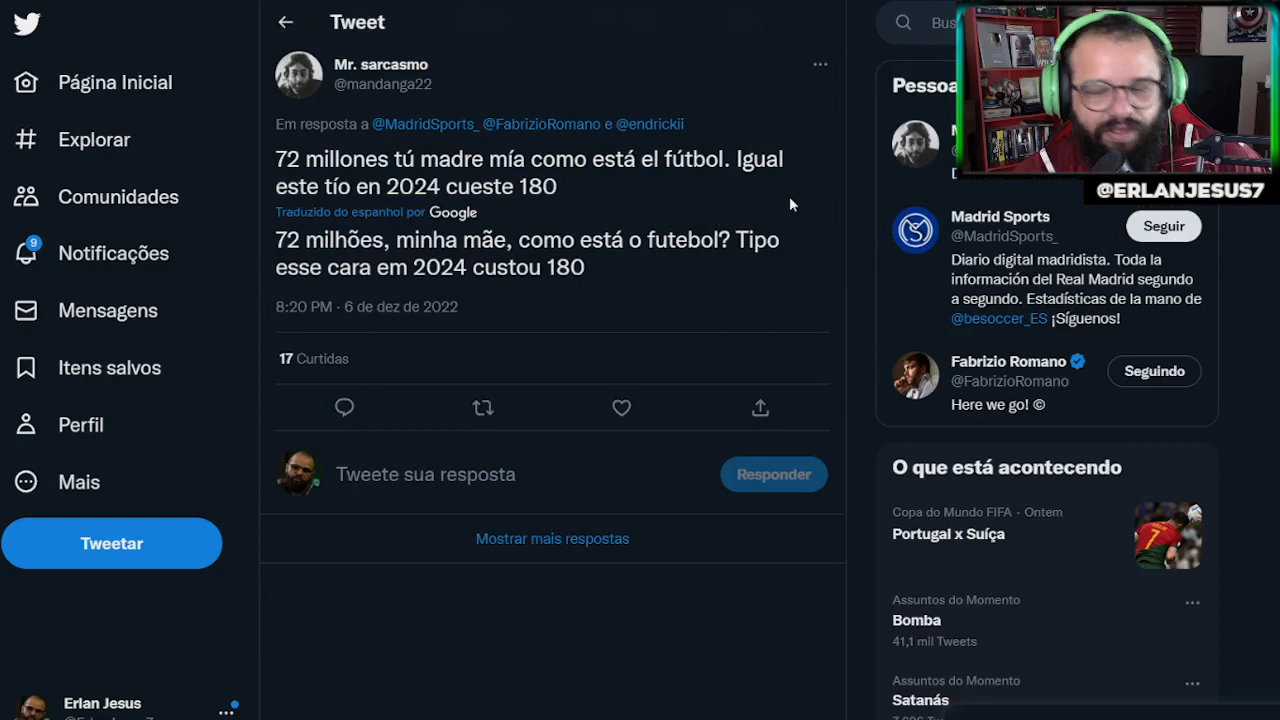 Tweet
Bus
Página Inicial
Explorar
Comunidades
9
Notificações
Mensagens
Itens salvos
Perfil
Mais
Tweetar
Erlan Jesus
Mr. sarcasmo
@mandanga22
Em resposta a @MadridSports_ @FabrizioRomano e @endrickii
72 millones tú madre mía como está el fútbol. Igual
este tío en 2024 cueste 180
Traduzido do espanhol por Google
72 milhões, minha mãe, como está o futebol? Tipo
esse cara em 2024 custou 180
8:20 PM · 6 de dez de 2022
17 Curtidas
Tweete sua resposta
Responder
Mostrar mais respostas
@ERLANJESUS7
Madrid Sports
@MadridSports_
Seguir
Diario digital madridista. Toda la
información del Real Madrid segundo
a segundo. Estadísticas de la mano de
@besoccer_ES ¡Síguenos!
Fabrizio Romano
@FabrizioRomano
Seguindo
Here we go! ©
O que está acontecendo
Copa do Mundo FIFA · Ontem
Portugal x Suíça
7
Assuntos do Momento
Bomba
41,1 mil Tweets
Assuntos do Momento
Satanás